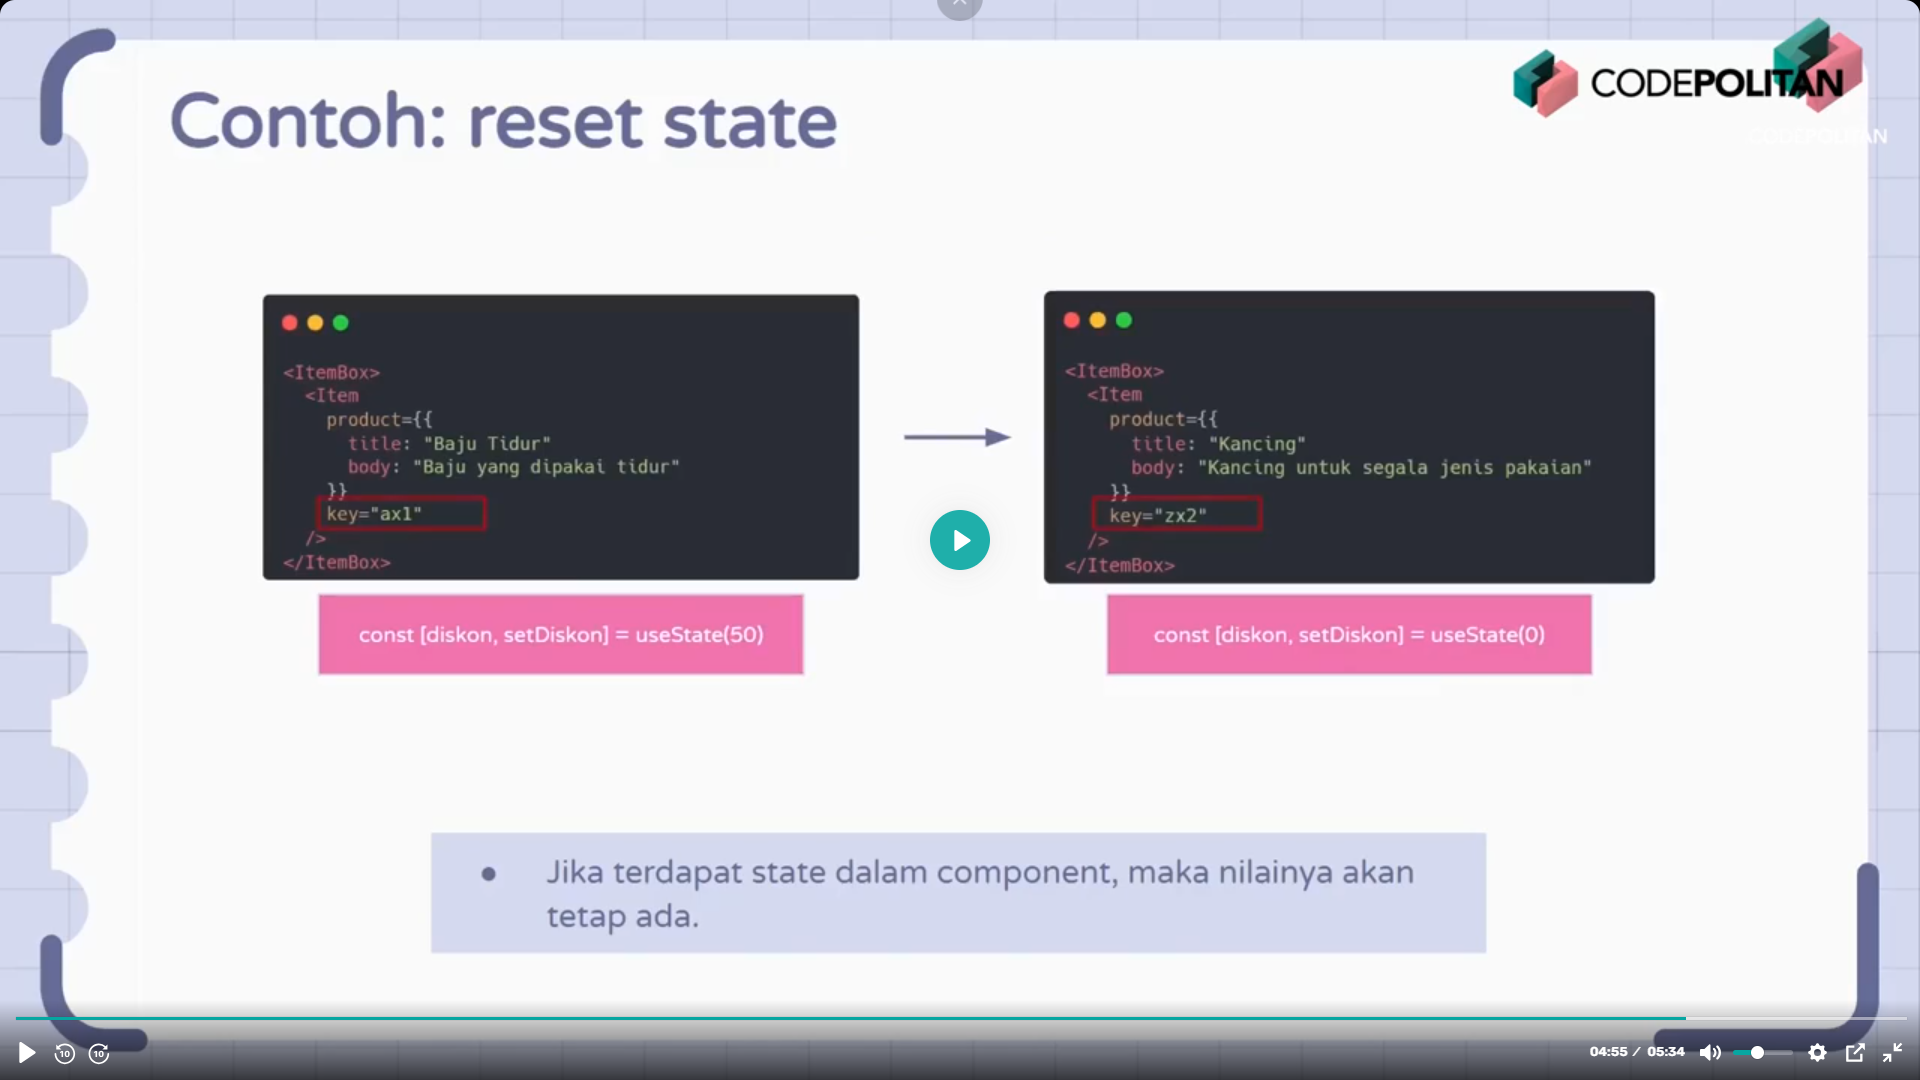 CODEPOLITAN
CODEPOLITAN
Contoh: reset state
<ItemBox>
<Item
product={{
title: "Baju Tidur"
body: "Baju yang dipakai tidur"
}}
key="ax1"
/>
</ItemBox>
const [diskon, setDiskon] = useState(50)
<ItemBox>
<Item
product={{
title: "Kancing"
body: "Kancing untuk segala jenis pakaian"
}}
key="zx2"
/>
</ItemBox>
const [diskon, setDiskon] = useState(0)
● Jika terdapat state dalam component, maka nilainya akan
tetap ada.
10 10 04:55 / 05:34